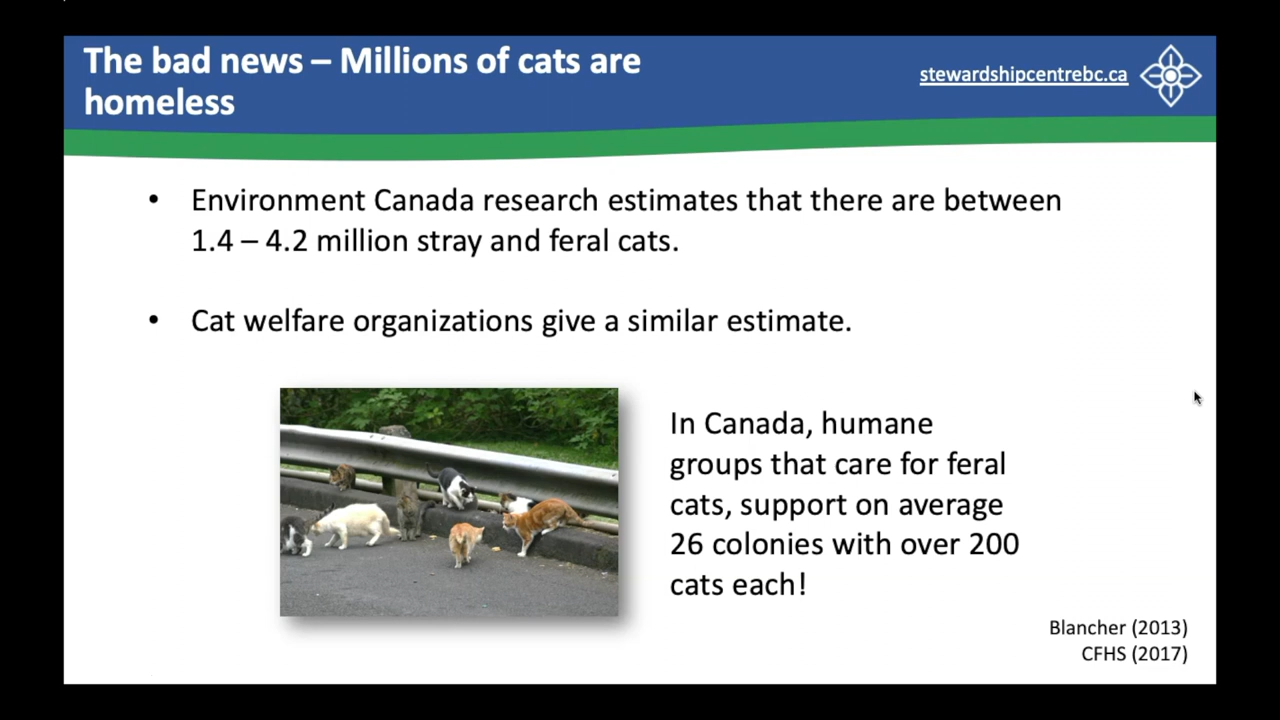 The bad news – Millions of cats are
homeless
stewardshipcentrebc.ca
• Environment Canada research estimates that there are between
1.4 – 4.2 million stray and feral cats.
• Cat welfare organizations give a similar estimate.
In Canada, humane
groups that care for feral
cats, support on average
26 colonies with over 200
cats each!
Blancher (2013)
CFHS (2017)